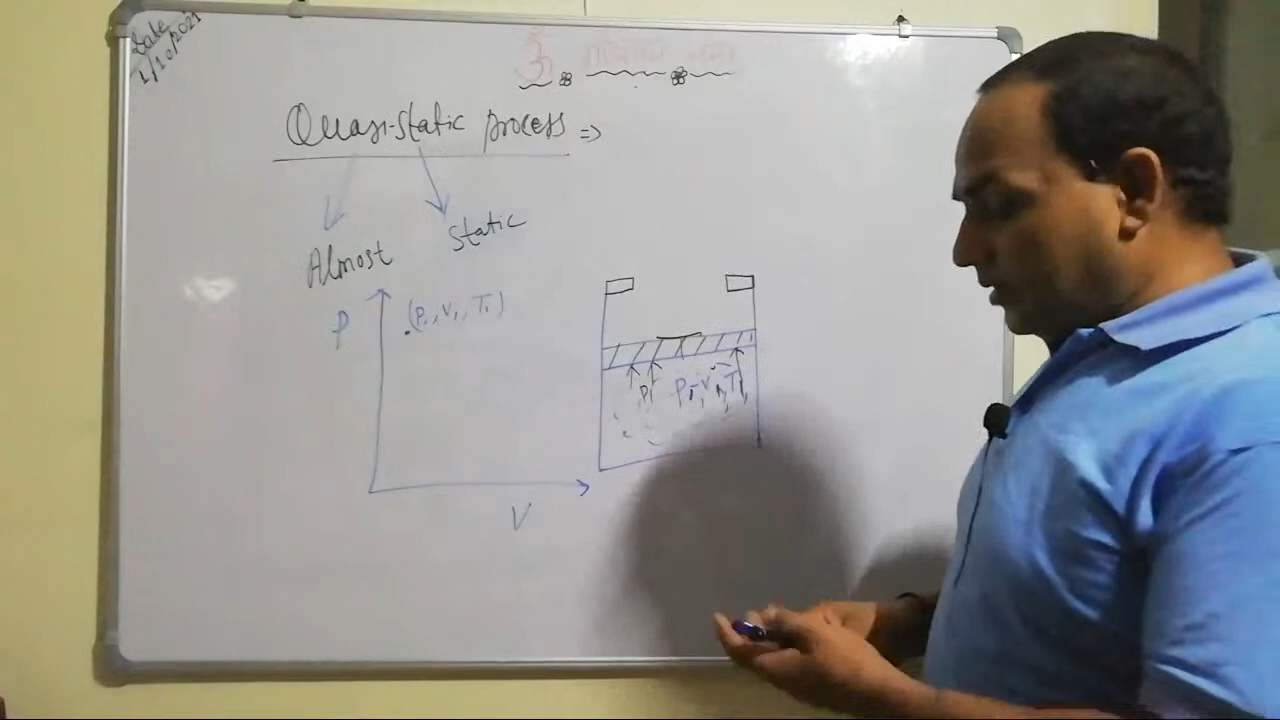 Date
1/10/2021
Quasi-static process ⇒
Almost static
P (P₁, V₁, T₁)
P₁ P₁, V₁, T₁
V